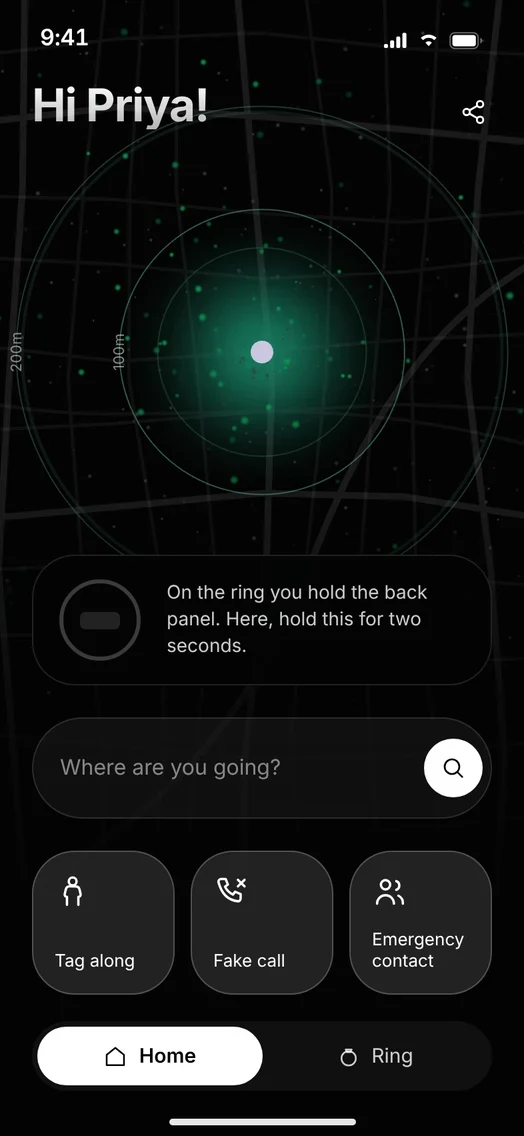 9:41
Hi Priya!
200m
100m
On the ring you hold the back
panel. Here, hold this for two
seconds.
Where are you going?
Tag along
Fake call
Emergency
contact
Home
Ring